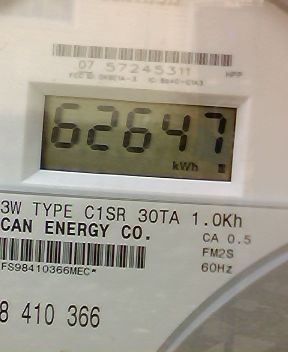 07 57245311 HPP
62647
kWh
3W TYPE C1SR 30TA 1.0Kh
CAN ENERGY CO. CA 0.5
FM2S
FS98410366MEC* 60Hz
8 410 366